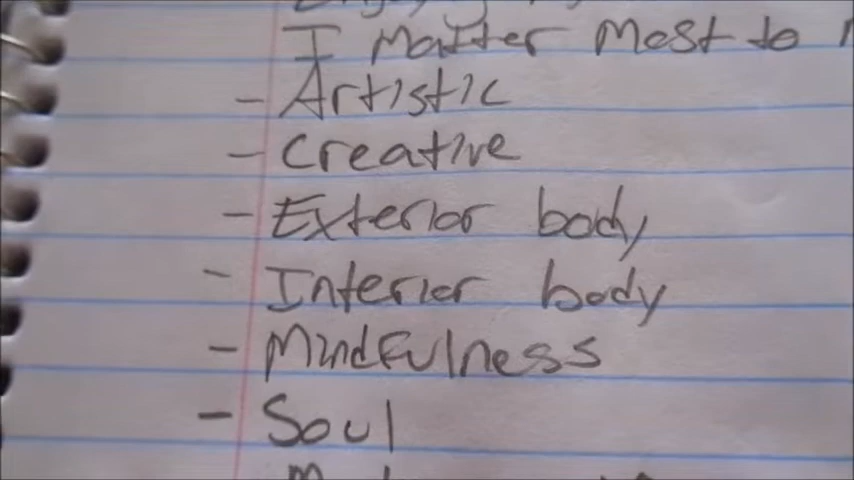 I Matter Most to
- Artistic
- Creative
- Exterior body
- Interior body
- Mindfulness
- Soul